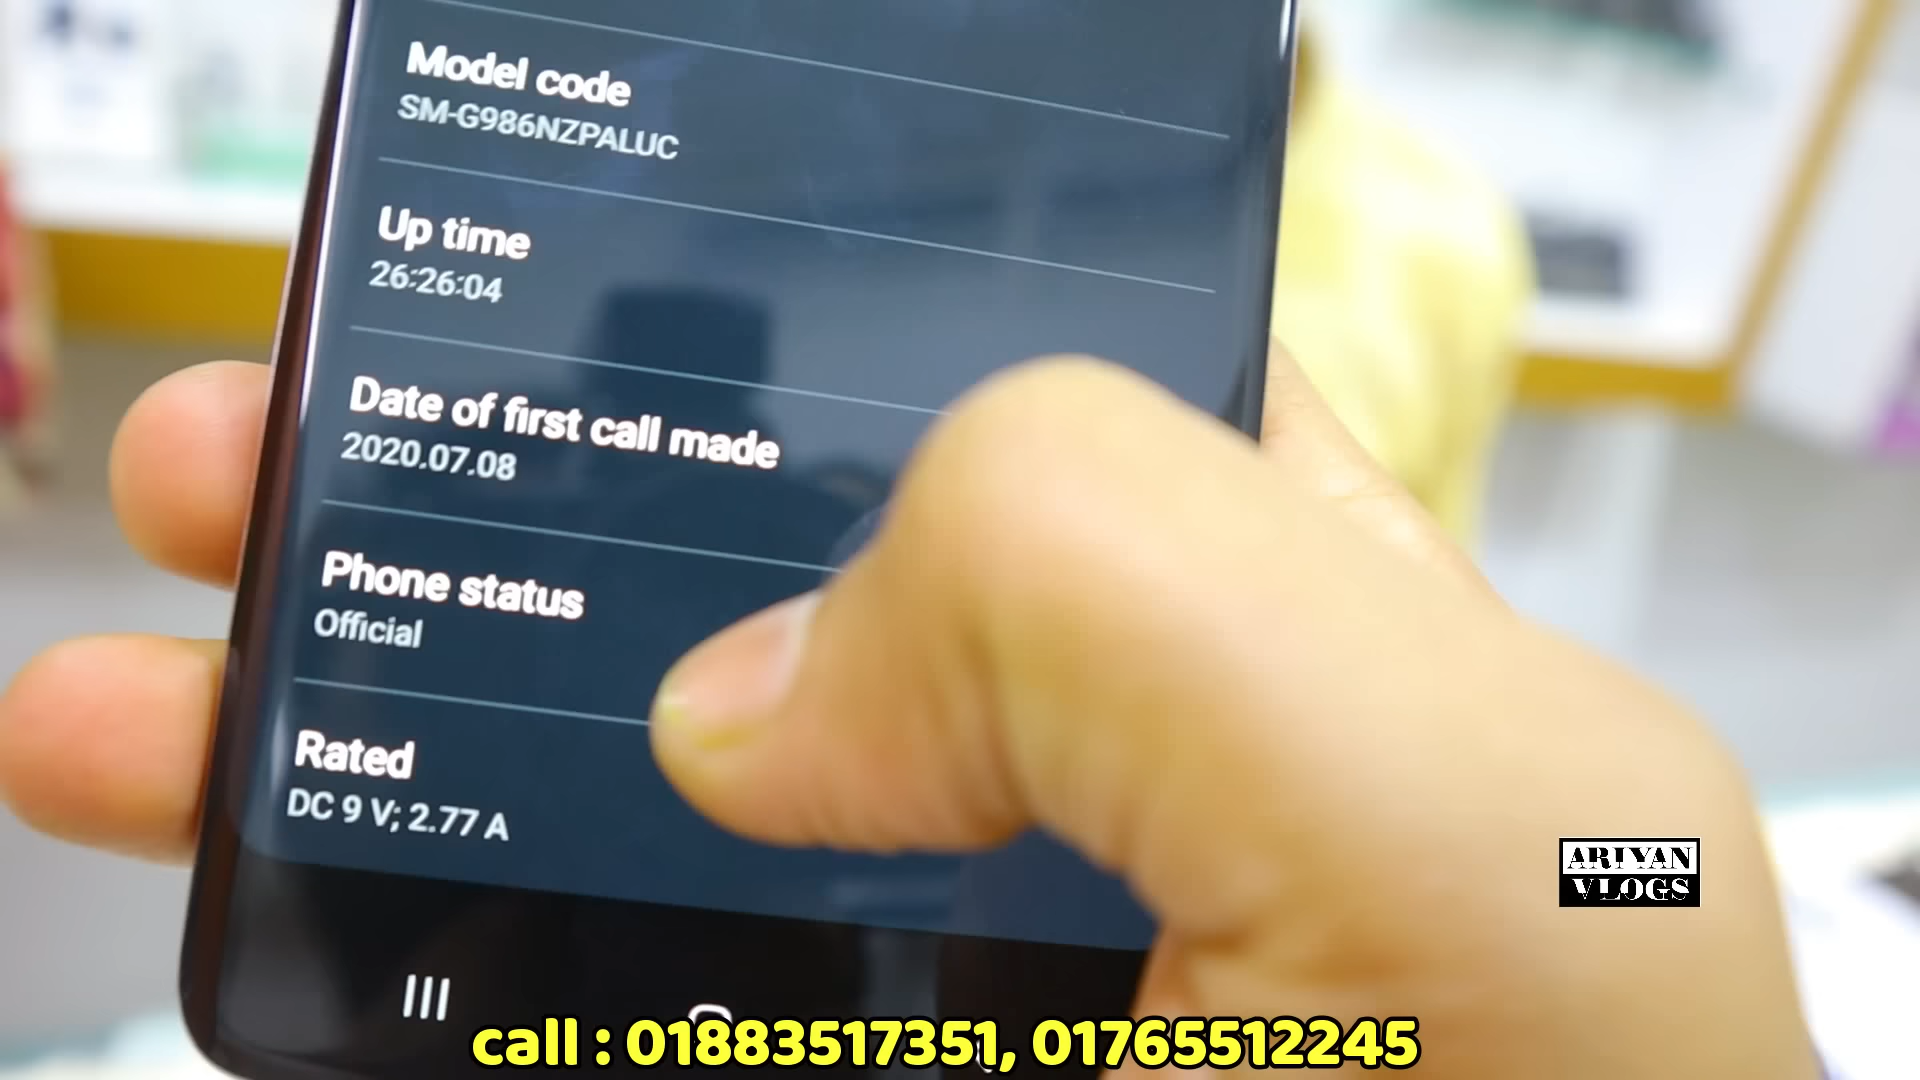 Model code
SM-G986NZPALUC
Up time
26:26:04
Date of first call made
2020.07.08
Phone status
Official
Rated
DC 9 V; 2.77 A
ARIYAN
VLOGS
call : 01883517351, 01765512245